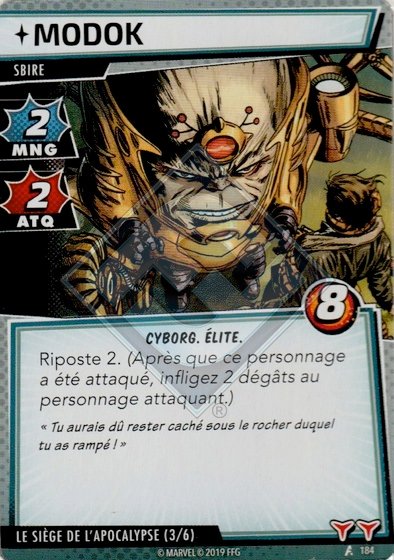 MODOK
SBIRE
2
MNG
2
ATQ
8
CYBORG. ÉLITE.
Riposte 2. (Après que ce personnage
a été attaqué, infligez 2 dégâts au
personnage attaquant.)
« Tu aurais dû rester caché sous le rocher duquel
tu as rampé ! »
LE SIÈGE DE L'APOCALYPSE (3/6)
© MARVEL © 2019 FFG
184